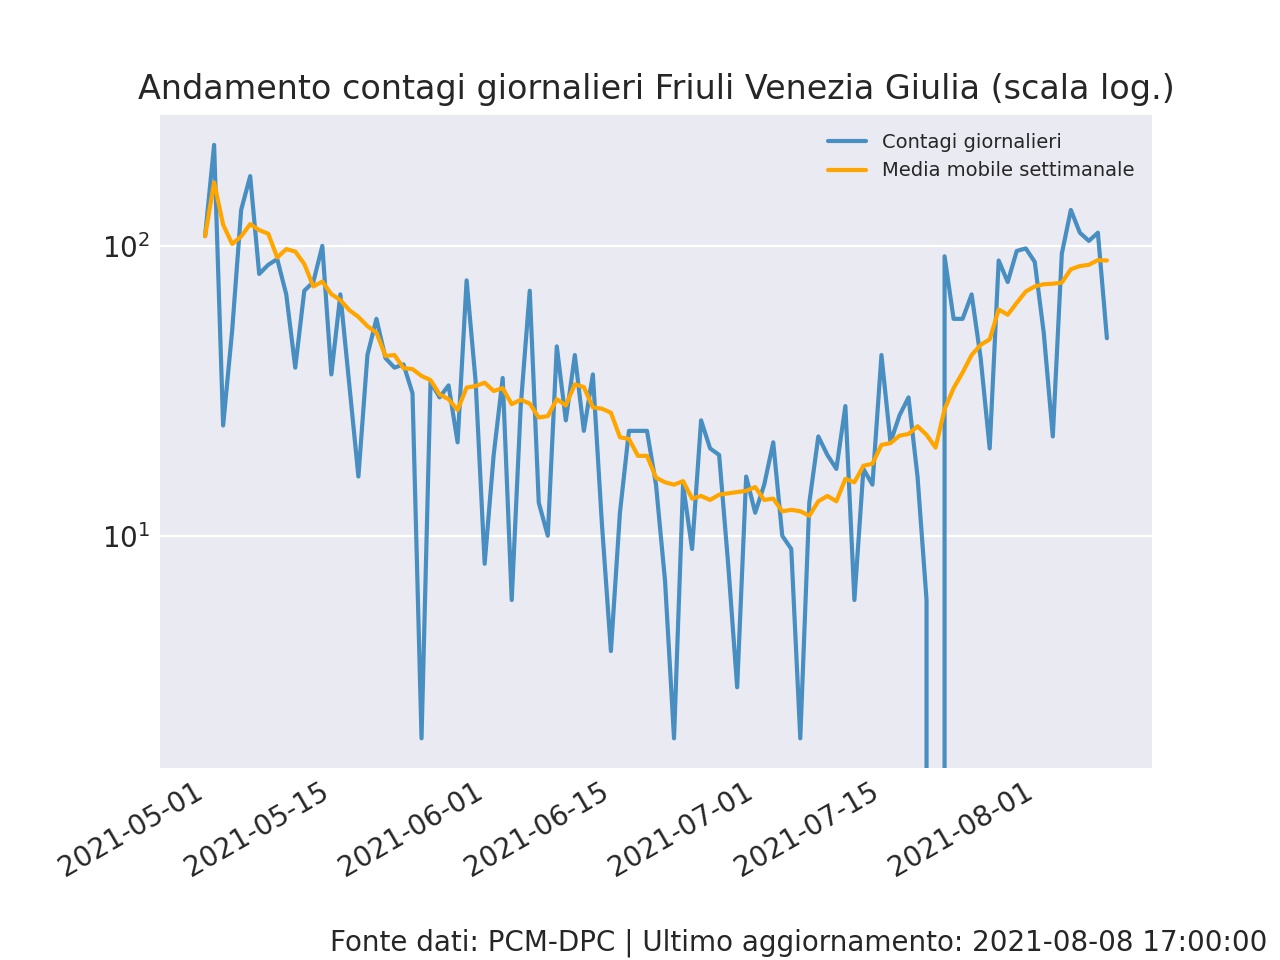 Andamento contagi giornalieri Friuli Venezia Giulia (scala log.)
Contagi giornalieri
Media mobile settimanale
10²
10¹
2021-05-01
2021-05-15
2021-06-01
2021-06-15
2021-07-01
2021-07-15
2021-08-01
Fonte dati: PCM-DPC | Ultimo aggiornamento: 2021-08-08 17:00:00